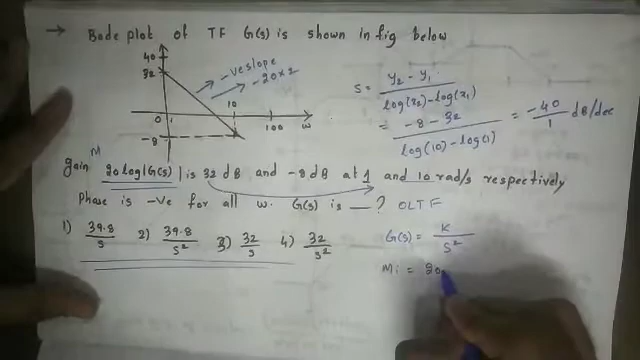 → Bode plot of TF G(s) is shown in fig below
40
32
-ve slope
-20 x 2
10
0
1
100
w
-8
S = y2 - y1 / log(x2) - log(x1)
= -8 - 32 / log(10) - log(1) = -40 / 1 dB/dec
gain M 20 log|G(s)| is 32 dB and -8 dB at 1 and 10 rad/s respectively
Phase is -ve for all w. G(s) is __? OLTF
1) 39.8 / s 2) 39.8 / s² 3) 32 / s 4) 32 / s²
G(s) = K / s²
Mi = 20